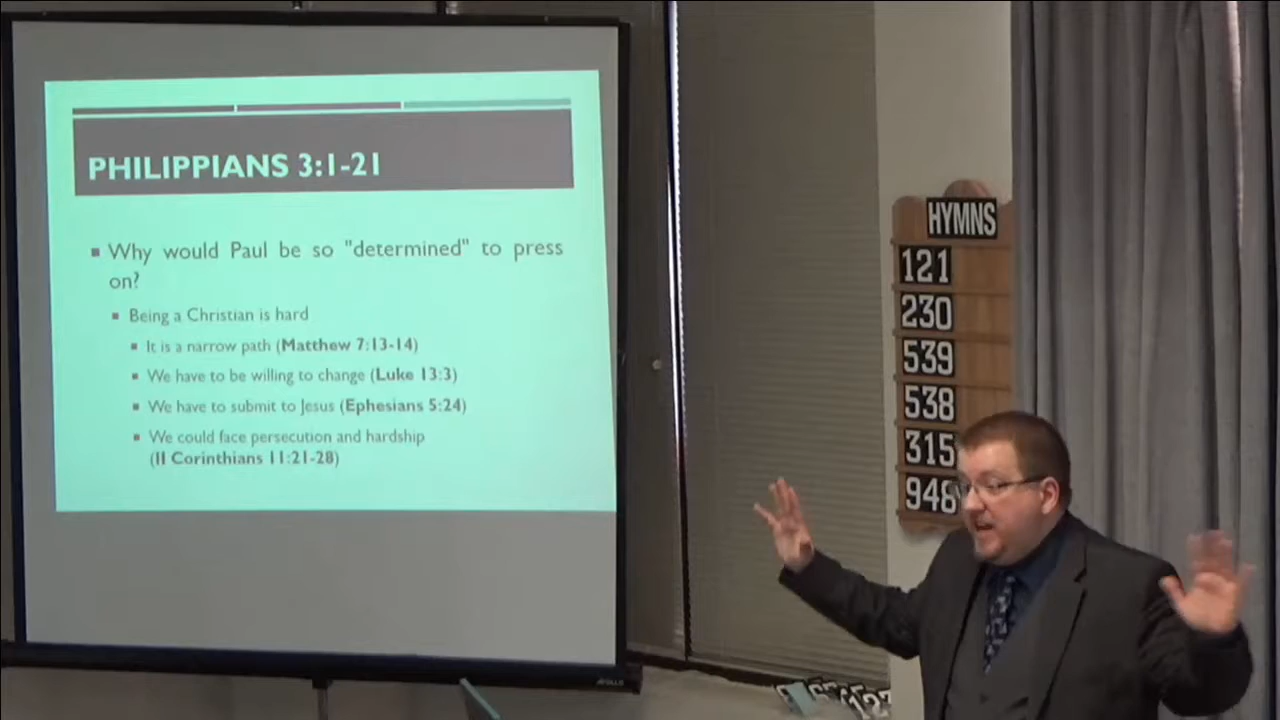 PHILIPPIANS 3:1-21
▪ Why would Paul be so "determined" to press
on?
▪ Being a Christian is hard
▪ It is a narrow path (Matthew 7:13-14)
▪ We have to be willing to change (Luke 13:3)
▪ We have to submit to Jesus (Ephesians 5:24)
▪ We could face persecution and hardship
(II Corinthians 11:21-28)
HYMNS
121
230
539
538
315
948
APOLLO